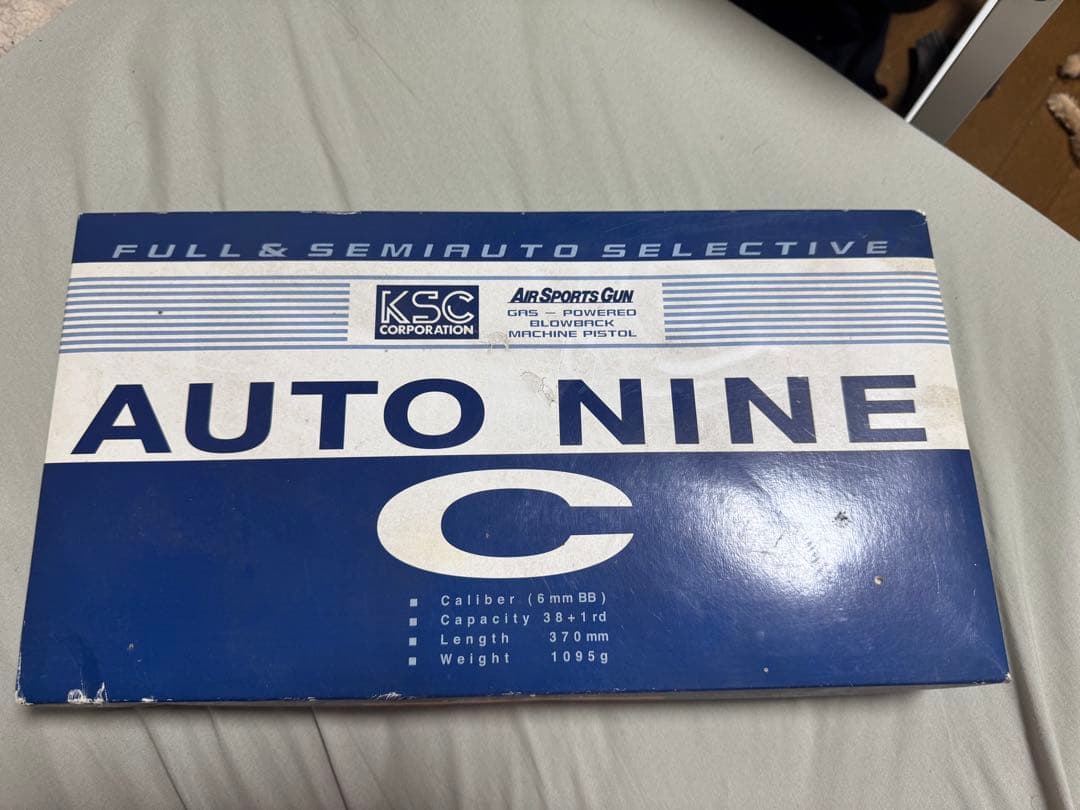 FULL & SEMIAUTO SELECTIVE
KSC
CORPORATION
AIR SPORTS GUN
GAS – POWERED
BLOWBACK
MACHINE PISTOL
AUTO NINE
C
■ Caliber (6mm BB)
■ Capacity 38+1rd
■ Length 370mm
■ Weight 1095g